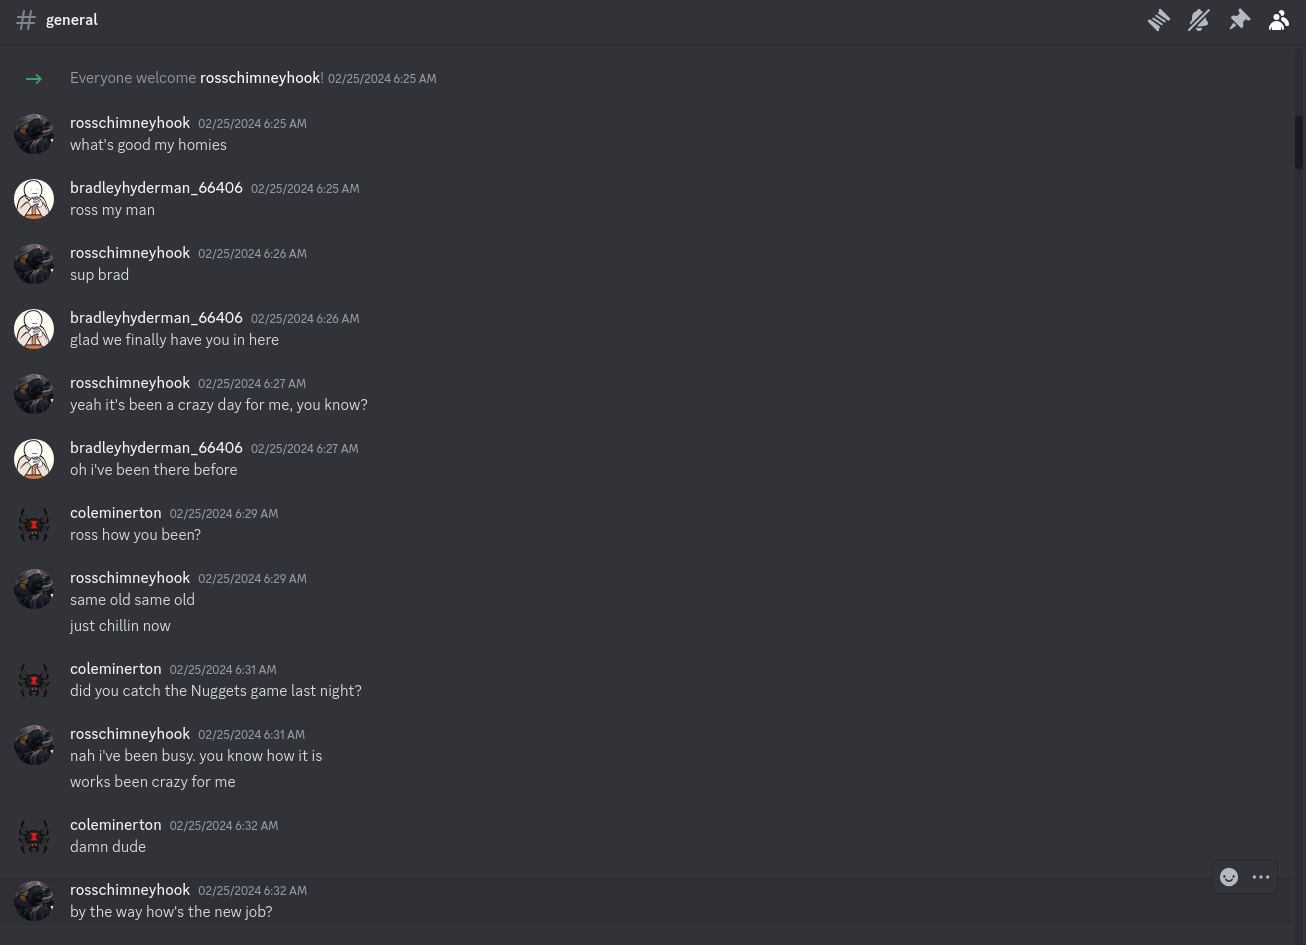 general
Everyone welcome rosschimneyhook! 02/25/2024 6:25 AM
rosschimneyhook 02/25/2024 6:25 AM
what's good my homies
bradleyhyderman_66406 02/25/2024 6:25 AM
ross my man
rosschimneyhook 02/25/2024 6:26 AM
sup brad
bradleyhyderman_66406 02/25/2024 6:26 AM
glad we finally have you in here
rosschimneyhook 02/25/2024 6:27 AM
yeah it's been a crazy day for me, you know?
bradleyhyderman_66406 02/25/2024 6:27 AM
oh i've been there before
coleminerton 02/25/2024 6:29 AM
ross how you been?
rosschimneyhook 02/25/2024 6:29 AM
same old same old
just chillin now
coleminerton 02/25/2024 6:31 AM
did you catch the Nuggets game last night?
rosschimneyhook 02/25/2024 6:31 AM
nah i've been busy. you know how it is
works been crazy for me
coleminerton 02/25/2024 6:32 AM
damn dude
rosschimneyhook 02/25/2024 6:32 AM
by the way how's the new job?